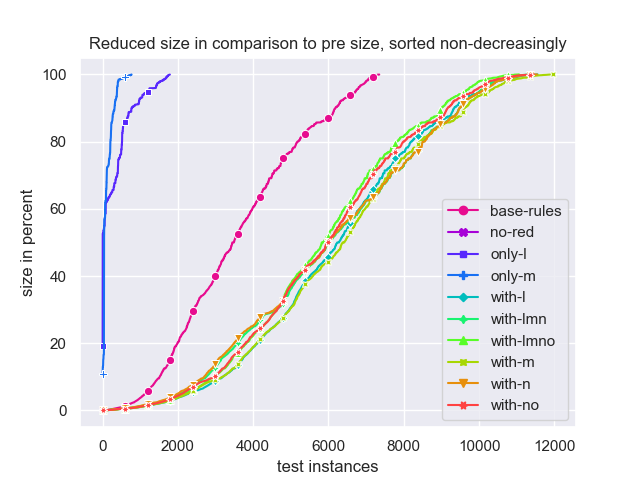 Reduced size in comparison to pre size, sorted non-decreasingly
100
80
60
40
20
0
size in percent
base-rules
no-red
only-l
only-m
with-l
with-lmn
with-lmno
with-m
with-n
with-no
0 2000 4000 6000 8000 10000 12000
test instances